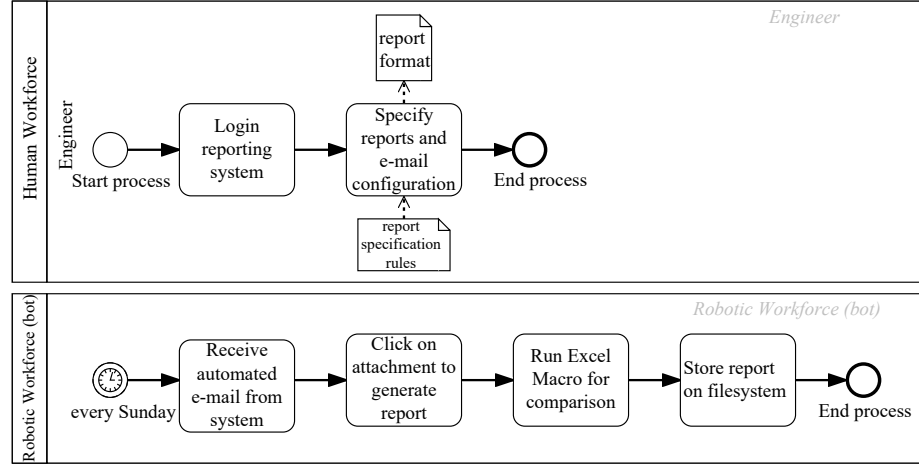 Human Workforce
Engineer
Engineer
Start process
Login
reporting
system
report
format
Specify
reports and
e-mail
configuration
report
specification
rules
End process
Robotic Workforce (bot)
Robotic Workforce (bot)
every Sunday
Receive
automated
e-mail from
system
Click on
attachment to
generate
report
Run Excel
Macro for
comparison
Store report
on filesystem
End process